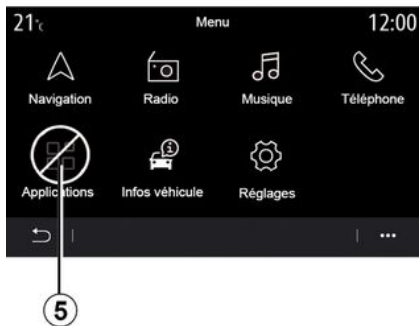 21°c Menu 12:00
Navigation Radio Musique Téléphone
Applications Infos véhicule Réglages
5